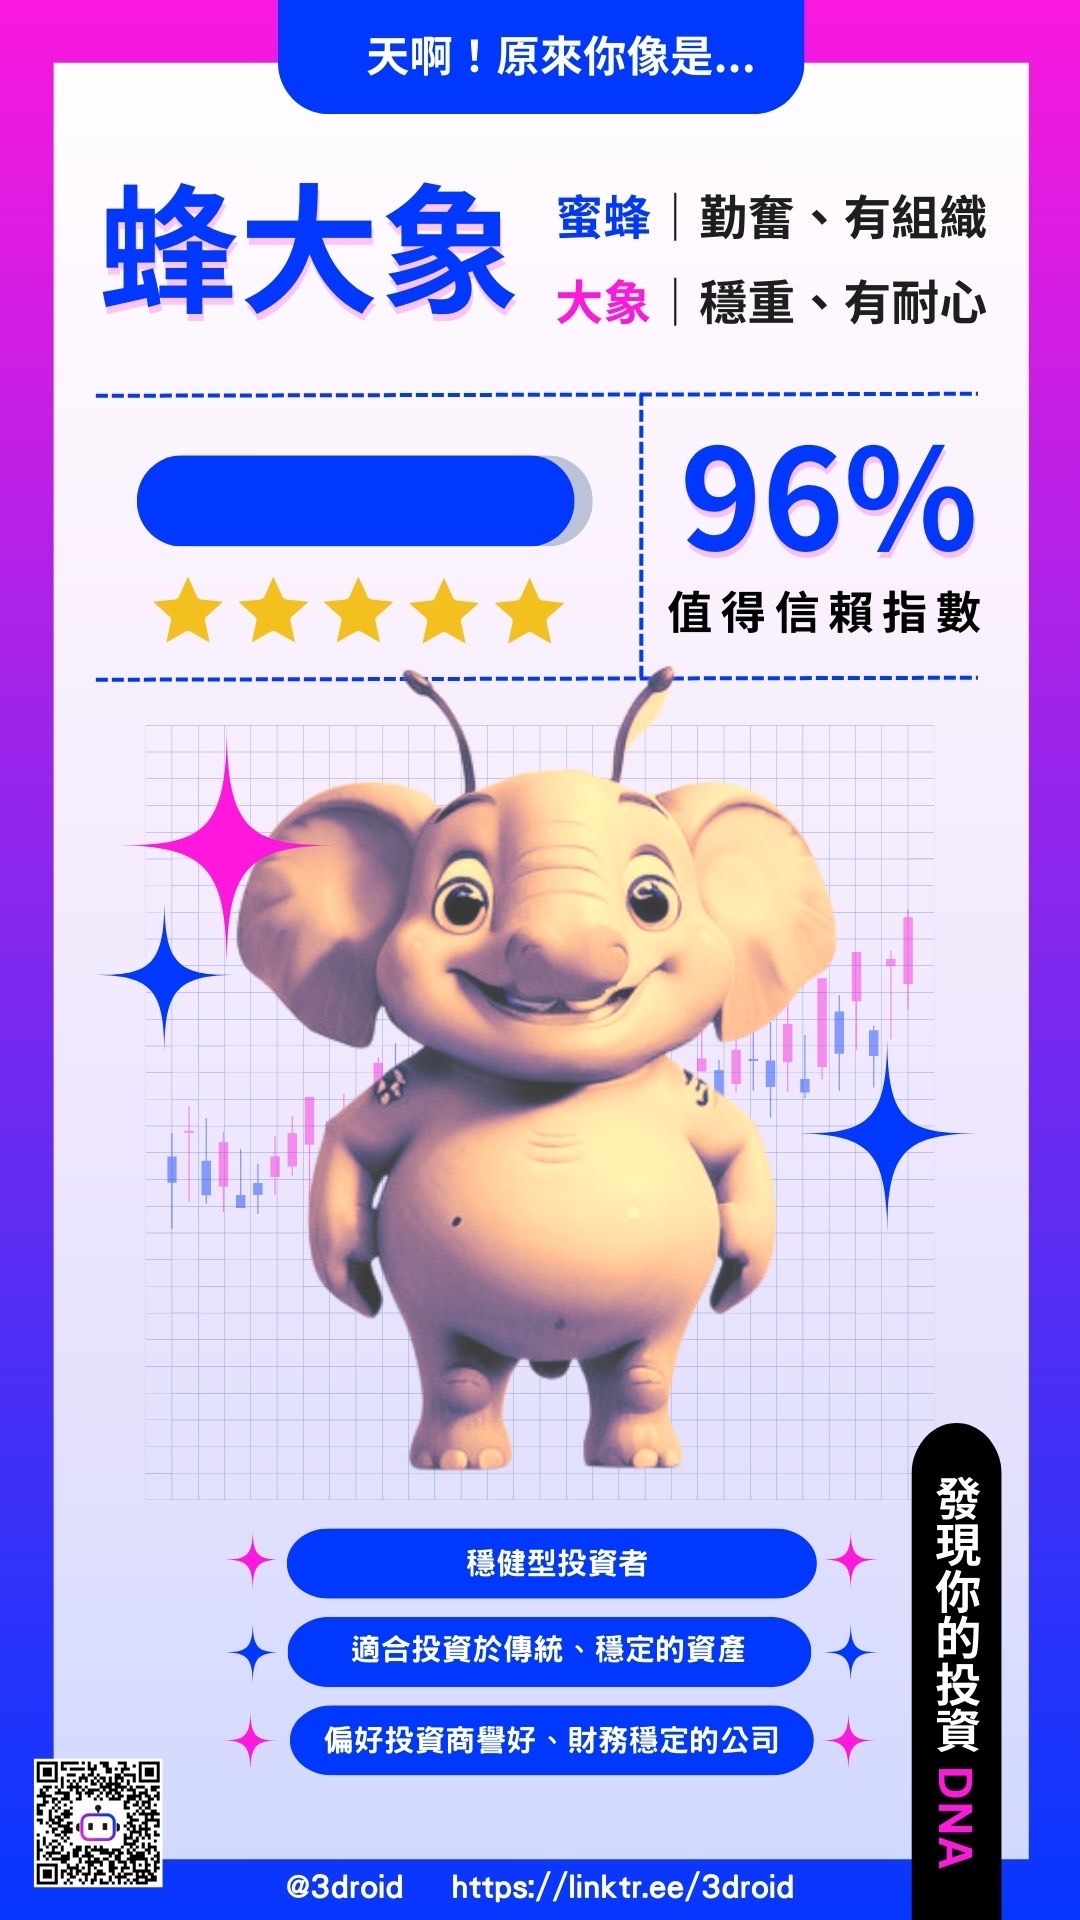 天啊！原來你像是...
蜂大象
蜜蜂｜勤奮、有組織
大象｜穩重、有耐心
96%
值得信賴指數
穩健型投資者
適合投資於傳統、穩定的資產
偏好投資商譽好、財務穩定的公司
發現你的投資 DNA
@3droid https://linktr.ee/3droid